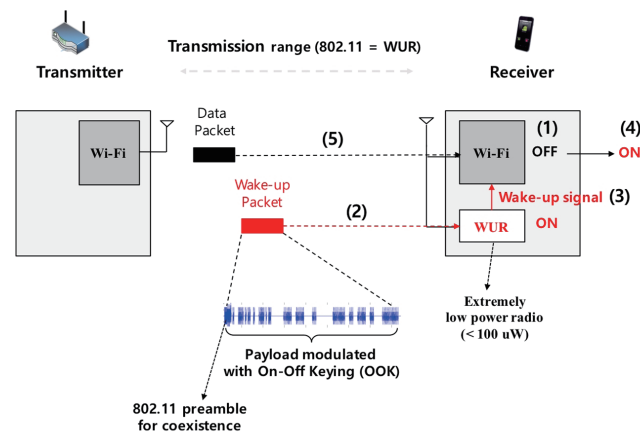 Transmission range (802.11 = WUR)
Transmitter
Receiver
Data
Packet
(5)
(1)
(4)
Wi-Fi
Wi-Fi
OFF
ON
Wake-up
Packet
(2)
Wake-up signal (3)
WUR
ON
Extremely
low power radio
(< 100 uW)
Payload modulated
with On-Off Keying (OOK)
802.11 preamble
for coexistence